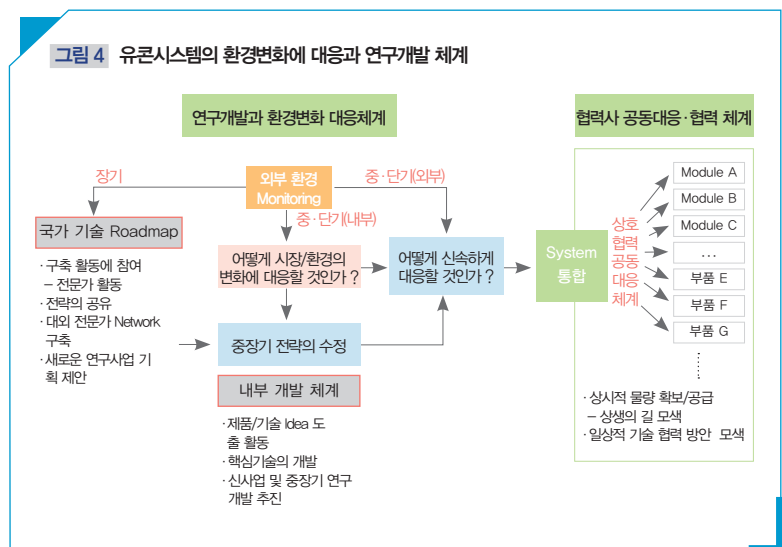 그림 4 유콘시스템의 환경변화에 대응과 연구개발 체계
연구개발과 환경변화 대응체계
협력사 공동대응·협력 체계
장기
외부 환경
Monitoring
중·단기(외부)
중·단기(내부)
국가 기술 Roadmap
·구축 활동에 참여
– 전문가 활동
·전략의 공유
·대외 전문가 Network
구축
·새로운 연구사업 기
획 제안
어떻게 시장/환경의
변화에 대응할 것인가 ?
어떻게 신속하게
대응할 것인가 ?
중장기 전략의 수정
내부 개발 체계
·제품/기술 Idea 도
출 활동
·핵심기술의 개발
·신사업 및 중장기 연구
개발 추진
System
통합
상호
협력
공동
대응
체계
Module A
Module B
Module C
...
부품 E
부품 F
부품 G
......
·상시적 물량 확보/공급
– 상생의 길 모색
·일상적 기술 협력 방안 모색